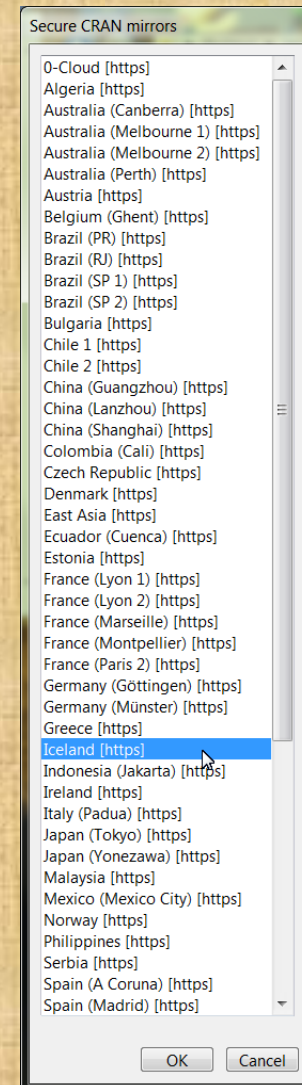 Secure CRAN mirrors
0-Cloud [https]
Algeria [https]
Australia (Canberra) [https]
Australia (Melbourne 1) [https]
Australia (Melbourne 2) [https]
Australia (Perth) [https]
Austria [https]
Belgium (Ghent) [https]
Brazil (PR) [https]
Brazil (RJ) [https]
Brazil (SP 1) [https]
Brazil (SP 2) [https]
Bulgaria [https]
Chile 1 [https]
Chile 2 [https]
China (Guangzhou) [https]
China (Lanzhou) [https]
China (Shanghai) [https]
Colombia (Cali) [https]
Czech Republic [https]
Denmark [https]
East Asia [https]
Ecuador (Cuenca) [https]
Estonia [https]
France (Lyon 1) [https]
France (Lyon 2) [https]
France (Marseille) [https]
France (Montpellier) [https]
France (Paris 2) [https]
Germany (Göttingen) [https]
Germany (Münster) [https]
Greece [https]
Iceland [https]
Indonesia (Jakarta) [https]
Ireland [https]
Italy (Padua) [https]
Japan (Tokyo) [https]
Japan (Yonezawa) [https]
Malaysia [https]
Mexico (Mexico City) [https]
Norway [https]
Philippines [https]
Serbia [https]
Spain (A Coruna) [https]
Spain (Madrid) [https]
OK Cancel